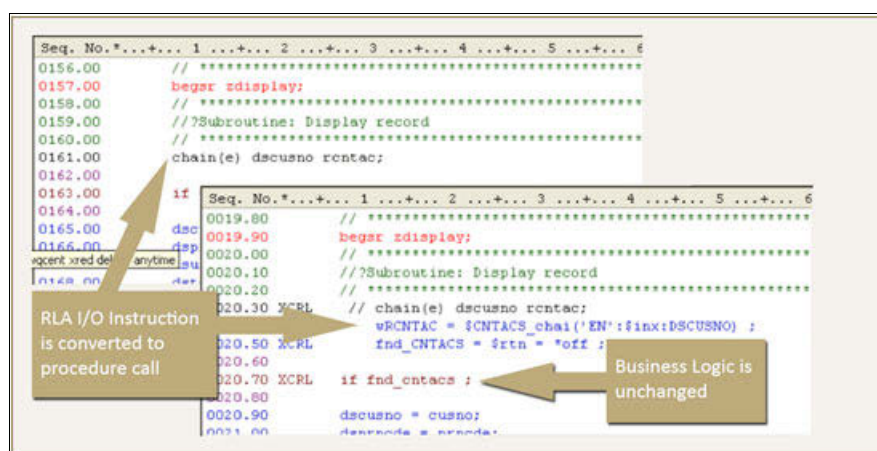 Seq. No.*...+... 1 ...+... 2 ...+... 3 ...+... 4 ...+... 5 ...+... 6
0156.00 // ****************************************************
0157.00 begsr zdisplay;
0158.00 // ****************************************************
0159.00 //?Subroutine: Display record
0160.00 // ****************************************************
0161.00 chain(e) dscusno rcntac;
0162.00
0163.00 if
0164.00
0165.00 dsc
0166.00 dsp
anytime
0168.00
RLA I/O Instruction
is converted to
procedure call
Seq. No.*...+... 1 ...+... 2 ...+... 3 ...+... 4 ...+... 5 ...+... 6
0019.80 // ****************************************************
0019.90 begsr zdisplay;
0020.00 // ****************************************************
0020.10 //?Subroutine: Display record
0020.20 // ****************************************************
0020.30 XCRL // chain(e) dscusno rcntac;
wRCNTAC = $CNTACS_chai('EN':$inx:DSCUSNO) ;
0020.50 XCRL fnd_CNTACS = $rtn = *off ;
0020.60
0020.70 XCRL if fnd_cntacs ;
0020.80
0020.90 dscusno = cusno;
0021.00
Business Logic is
unchanged